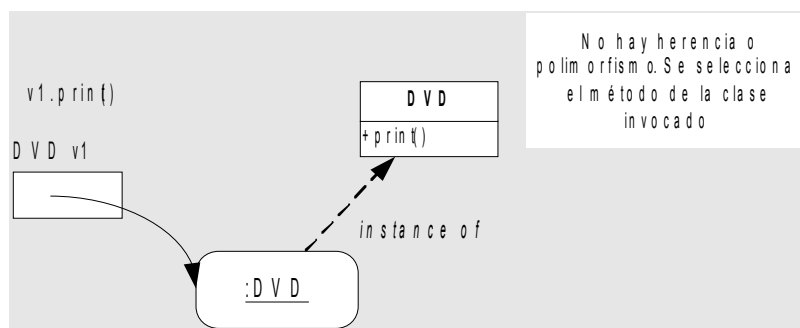 No hay herencia o
polimorfismo. Se selecciona
el método de la clase
invocado
v1.print()
DVD
+print()
DVD v1
instance of
:DVD